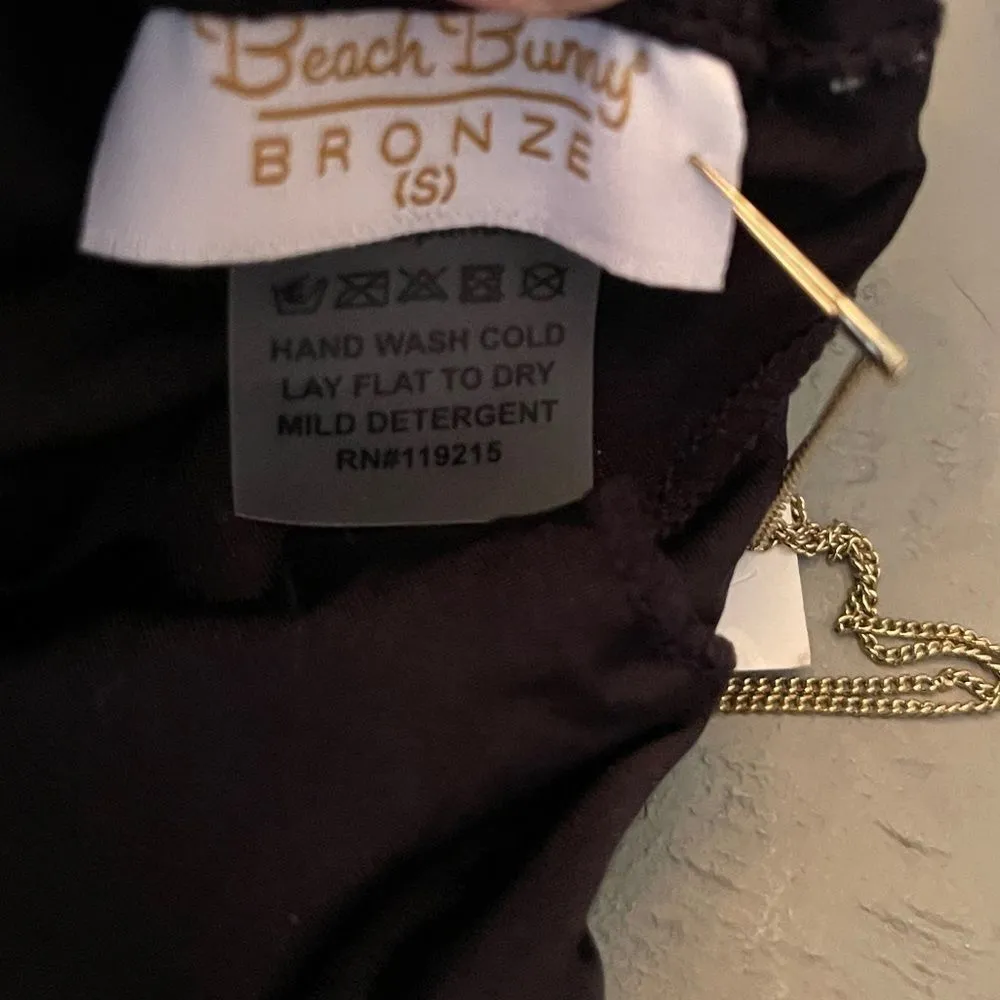 Beach Bunny
BRONZE
(S)
HAND WASH COLD
LAY FLAT TO DRY
MILD DETERGENT
RN#119215